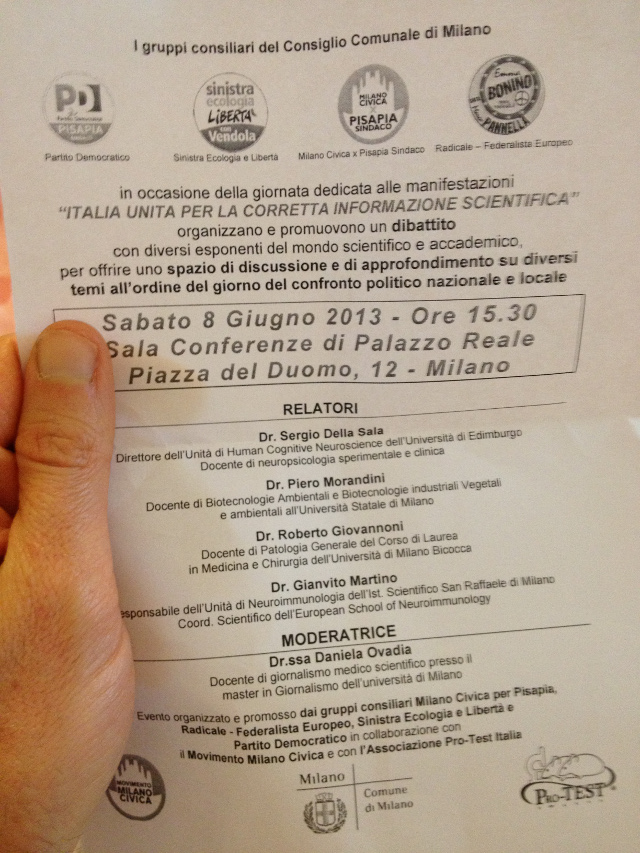 I gruppi consiliari del Consiglio Comunale di Milano
PD
Partito Democratico
PISAPIA
sinistra
ecologia
LIBERTA'
con
Vendola
MILANO
CIVICA
X
PISAPIA
SINDACO
Emma
BONINO
PANNELLA
Partito Democratico
Sinistra Ecologia e Libertà
Milano Civica x Pisapia Sindaco
Radicale – Federalista Europeo
in occasione della giornata dedicata alle manifestazioni
“ITALIA UNITA PER LA CORRETTA INFORMAZIONE SCIENTIFICA”
organizzano e promuovono un dibattito
con diversi esponenti del mondo scientifico e accademico,
per offrire uno spazio di discussione e di approfondimento su diversi
temi all’ordine del giorno del confronto politico nazionale e locale
Sabato 8 Giugno 2013 - Ore 15.30
Sala Conferenze di Palazzo Reale
Piazza del Duomo, 12 - Milano
RELATORI
Dr. Sergio Della Sala
Direttore dell’Unità di Human Cognitive Neuroscience dell’Università di Edimburgo
Docente di neuropsicologia sperimentale e clinica
Dr. Piero Morandini
Docente di Biotecnologie Ambientali e Biotecnologie industriali Vegetali
e ambientali all’Università Statale di Milano
Dr. Roberto Giovannoni
Docente di Patologia Generale del Corso di Laurea
in Medicina e Chirurgia dell’Università di Milano Bicocca
Dr. Gianvito Martino
esponsabile dell’Unità di Neuroimmunologia dell’Ist. Scientifico San Raffaele di Milano
Coord. Scientifico dell’European School of Neuroimmunology
MODERATRICE
Dr.ssa Daniela Ovadia
Docente di giornalismo medico scientifico presso il
master in Giornalismo dell’università di Milano
Evento organizzato e promosso dai gruppi consiliari Milano Civica per Pisapia,
Radicale - Federalista Europeo, Sinistra Ecologia e Libertà e
Partito Democratico in collaborazione con
il Movimento Milano Civica e con l’Associazione Pro-Test Italia
MOVIMENTO
MILANO
CIVICA
Milano
Comune
di Milano
PRO-TEST